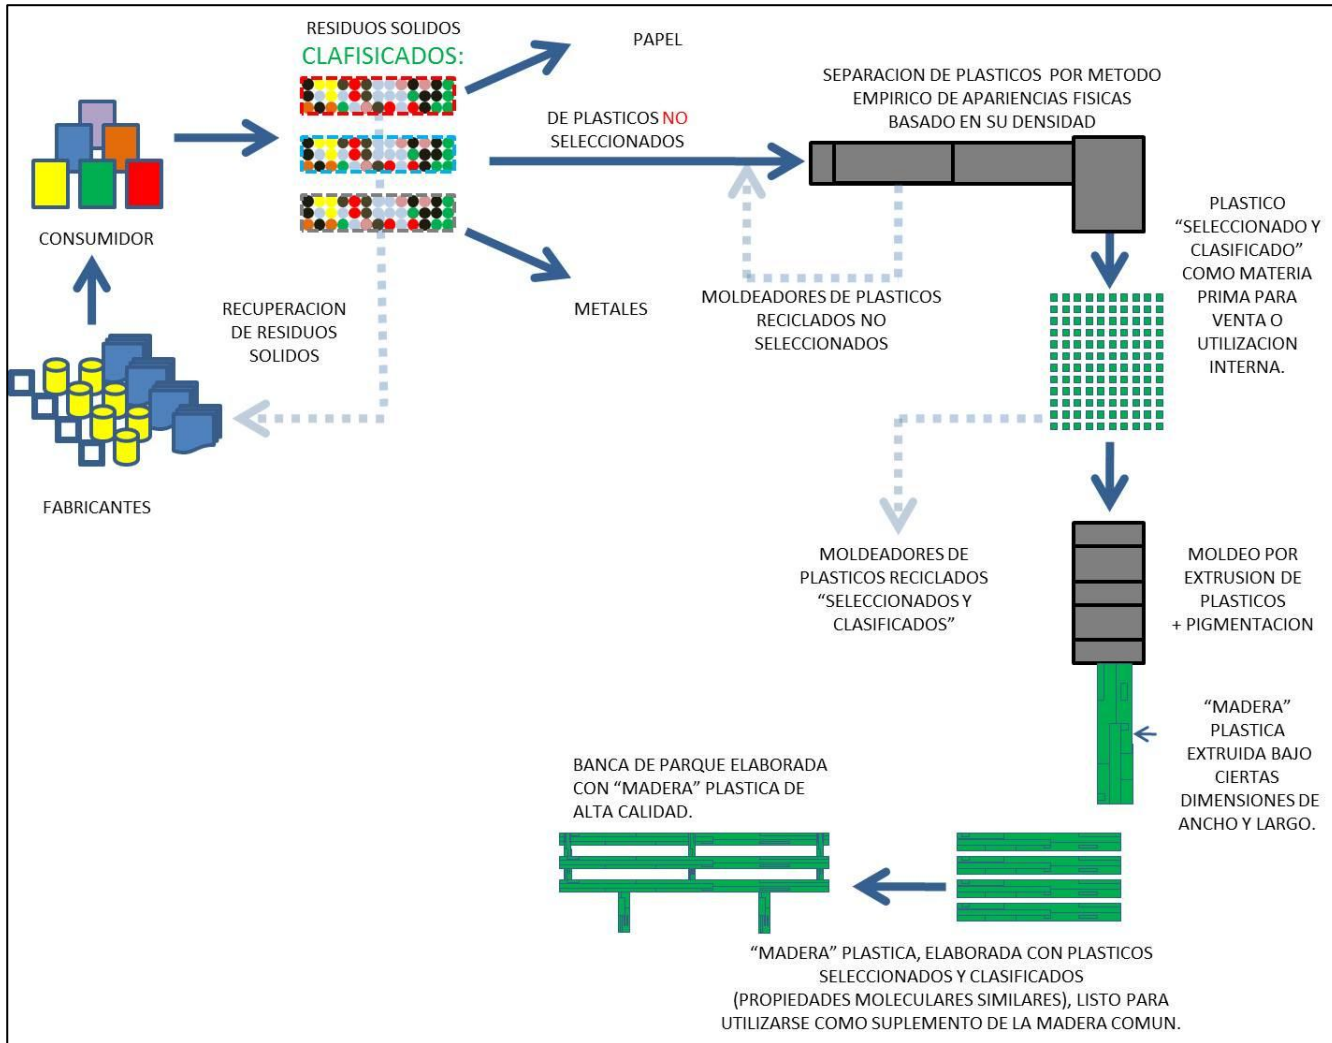 RESIDUOS SOLIDOS
CLAFISICADOS:
PAPEL
SEPARACION DE PLASTICOS POR METODO
EMPIRICO DE APARIENCIAS FISICAS
BASADO EN SU DENSIDAD
DE PLASTICOS NO
SELECCIONADOS
CONSUMIDOR
PLASTICO
“SELECCIONADO Y
CLASIFICADO”
COMO MATERIA
PRIMA PARA
VENTA O
UTILIZACION
INTERNA.
RECUPERACION
DE RESIDUOS
SOLIDOS
METALES
MOLDEADORES DE PLASTICOS
RECICLADOS NO
SELECCIONADOS
FABRICANTES
MOLDEADORES DE
PLASTICOS RECICLADOS
“SELECCIONADOS Y
CLASIFICADOS”
MOLDEO POR
EXTRUSION DE
PLASTICOS
+ PIGMENTACION
“MADERA”
PLASTICA
EXTRUIDA BAJO
CIERTAS
DIMENSIONES DE
ANCHO Y LARGO.
BANCA DE PARQUE ELABORADA
CON “MADERA” PLASTICA DE
ALTA CALIDAD.
“MADERA” PLASTICA, ELABORADA CON PLASTICOS
SELECCIONADOS Y CLASIFICADOS
(PROPIEDADES MOLECULARES SIMILARES), LISTO PARA
UTILIZARSE COMO SUPLEMENTO DE LA MADERA COMUN.